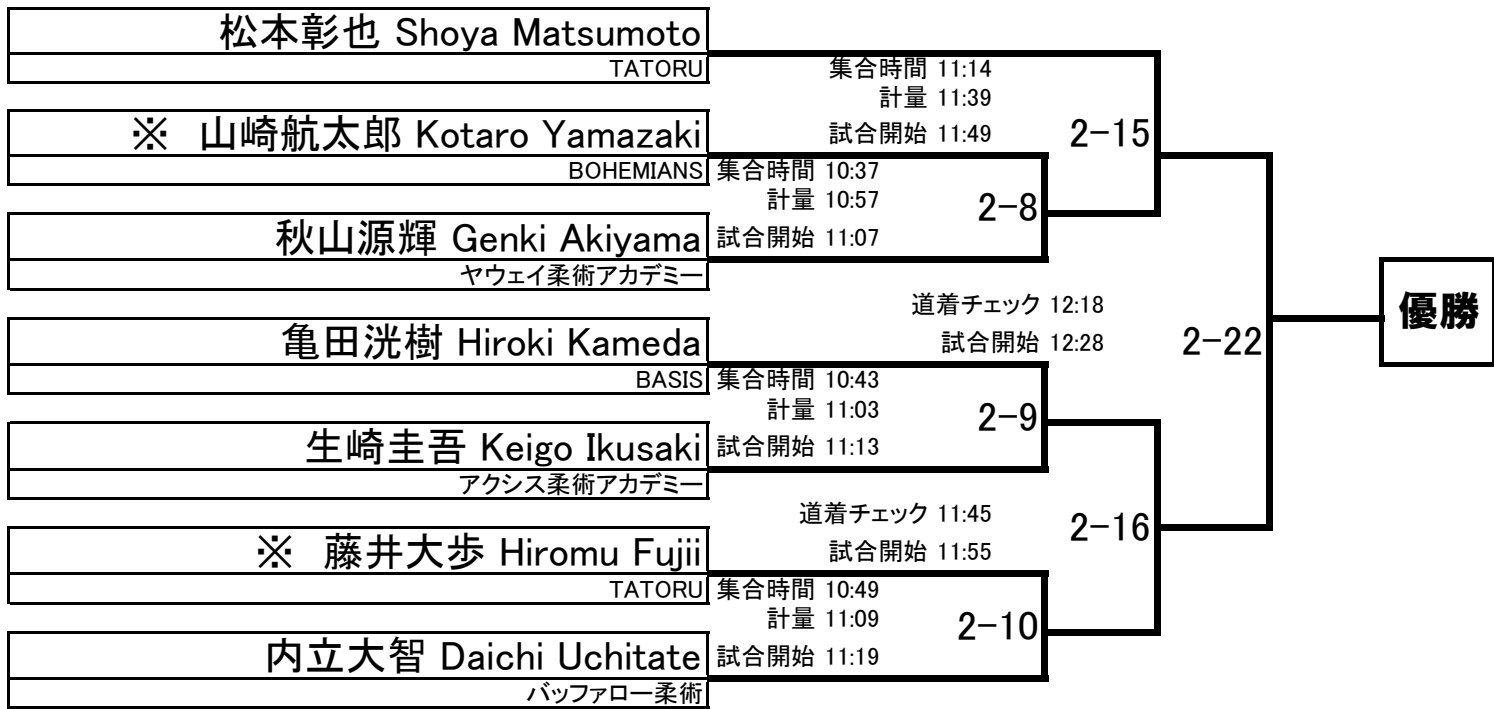 松本彰也 Shoya Matsumoto
TATORU
集合時間 11:14
計量 11:39
試合開始 11:49
2-15
※ 山崎航太郎 Kotaro Yamazaki
BOHEMIANS
集合時間 10:37
計量 10:57
試合開始 11:07
2-8
秋山源輝 Genki Akiyama
ヤウェイ柔術アカデミー
道着チェック 12:18
試合開始 12:28
2-22
優勝
亀田洸樹 Hiroki Kameda
BASIS
集合時間 10:43
計量 11:03
試合開始 11:13
2-9
生崎圭吾 Keigo Ikusaki
アクシス柔術アカデミー
道着チェック 11:45
試合開始 11:55
2-16
※ 藤井大歩 Hiromu Fujii
TATORU
集合時間 10:49
計量 11:09
試合開始 11:19
2-10
内立大智 Daichi Uchitate
バッファロー柔術